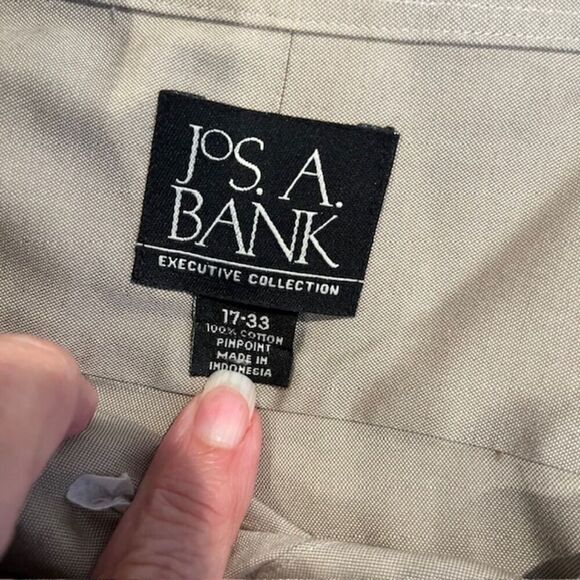 JOS. A.
BANK
EXECUTIVE COLLECTION
17-33
100% COTTON
PINPOINT
MADE IN
INDONESIA